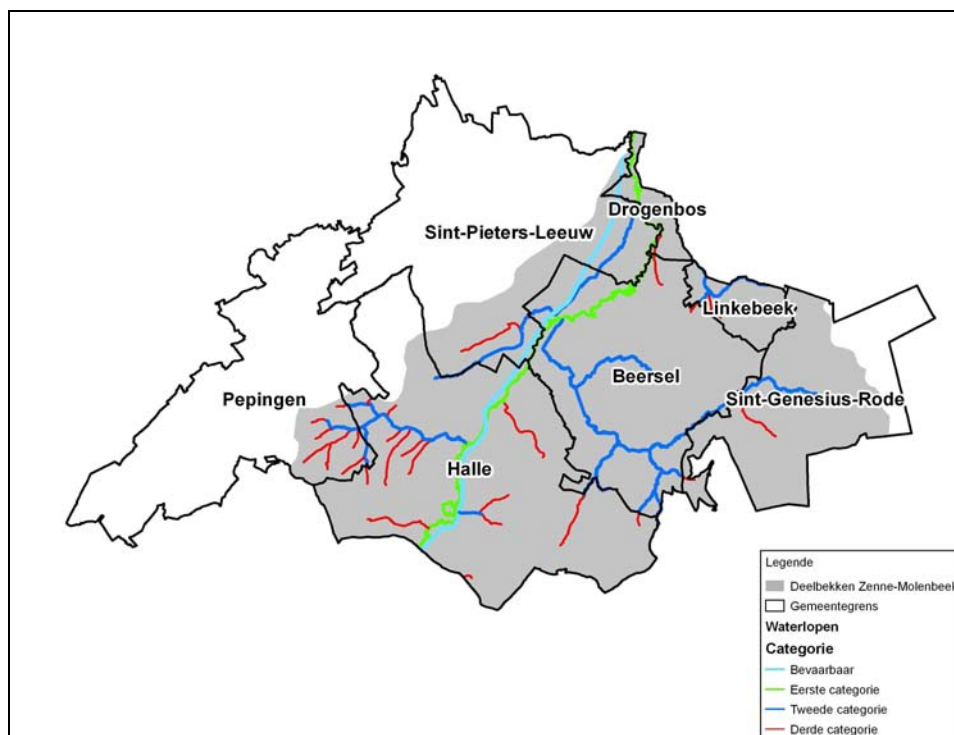 Drogenbos
Sint-Pieters-Leeuw
Linkebeek
Beersel
Sint-Genesius-Rode
Pepingen
Halle
Legende
Deelbekken Zenne-Molenbeek
Gemeentegrens
Waterlopen
Categorie
Bevaarbaar
Eerste categorie
Tweede categorie
Derde categorie